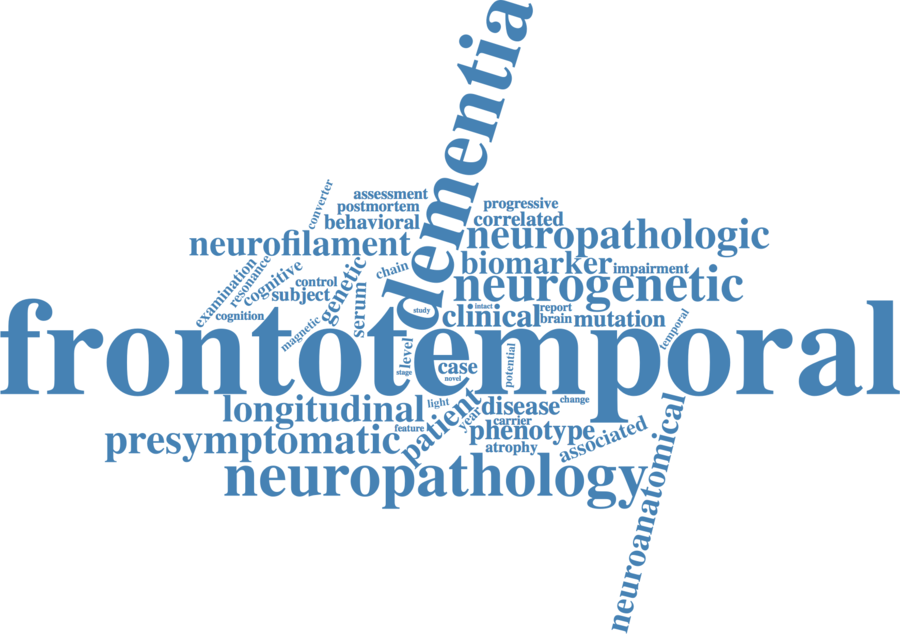 dementia
converter
assessment
postmortem
behavioral
progressive
correlated
neurofilament
neuropathologic
examination
resonance
cognitive
chain
biomarker
impairment
control
subject
genetic
serum
neurogenetic
cognition
magnetic
study
intact
clinical
report
brain
mutation
temporal
frontotemporal
level
stage
case
novel
potential
longitudinal
light
patient
year
disease
change
presymptomatic
feature
carrier
phenotype
atrophy
associated
neuropathology
neuroanatomical